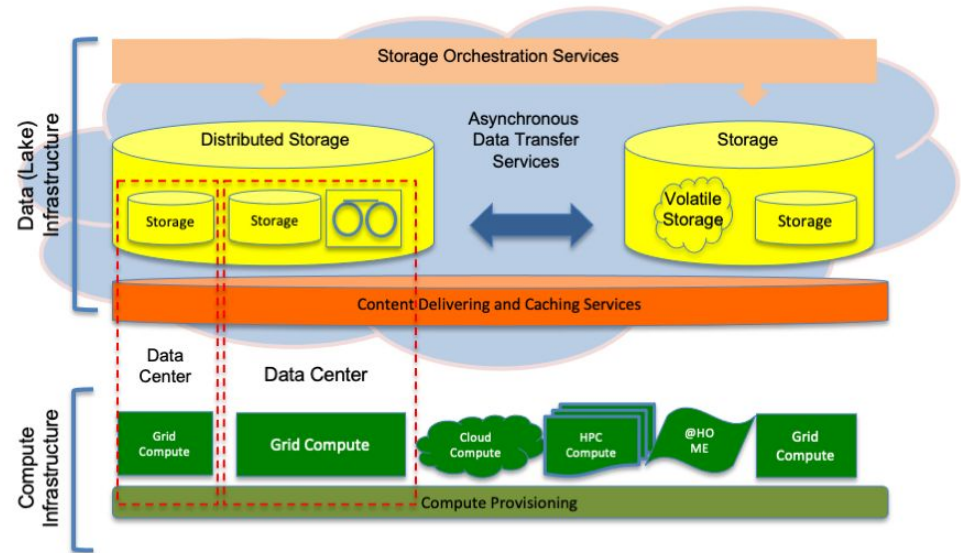 Storage Orchestration Services
Data (Lake)
Infrastructure
Distributed Storage
Asynchronous
Data Transfer
Services
Storage
Storage
Storage
Volatile
Storage
Storage
Content Delivering and Caching Services
Data
Center
Data Center
Compute
Infrastructure
Grid
Compute
Grid Compute
Cloud
Compute
HPC
Compute
@HO
ME
Grid
Compute
Compute Provisioning